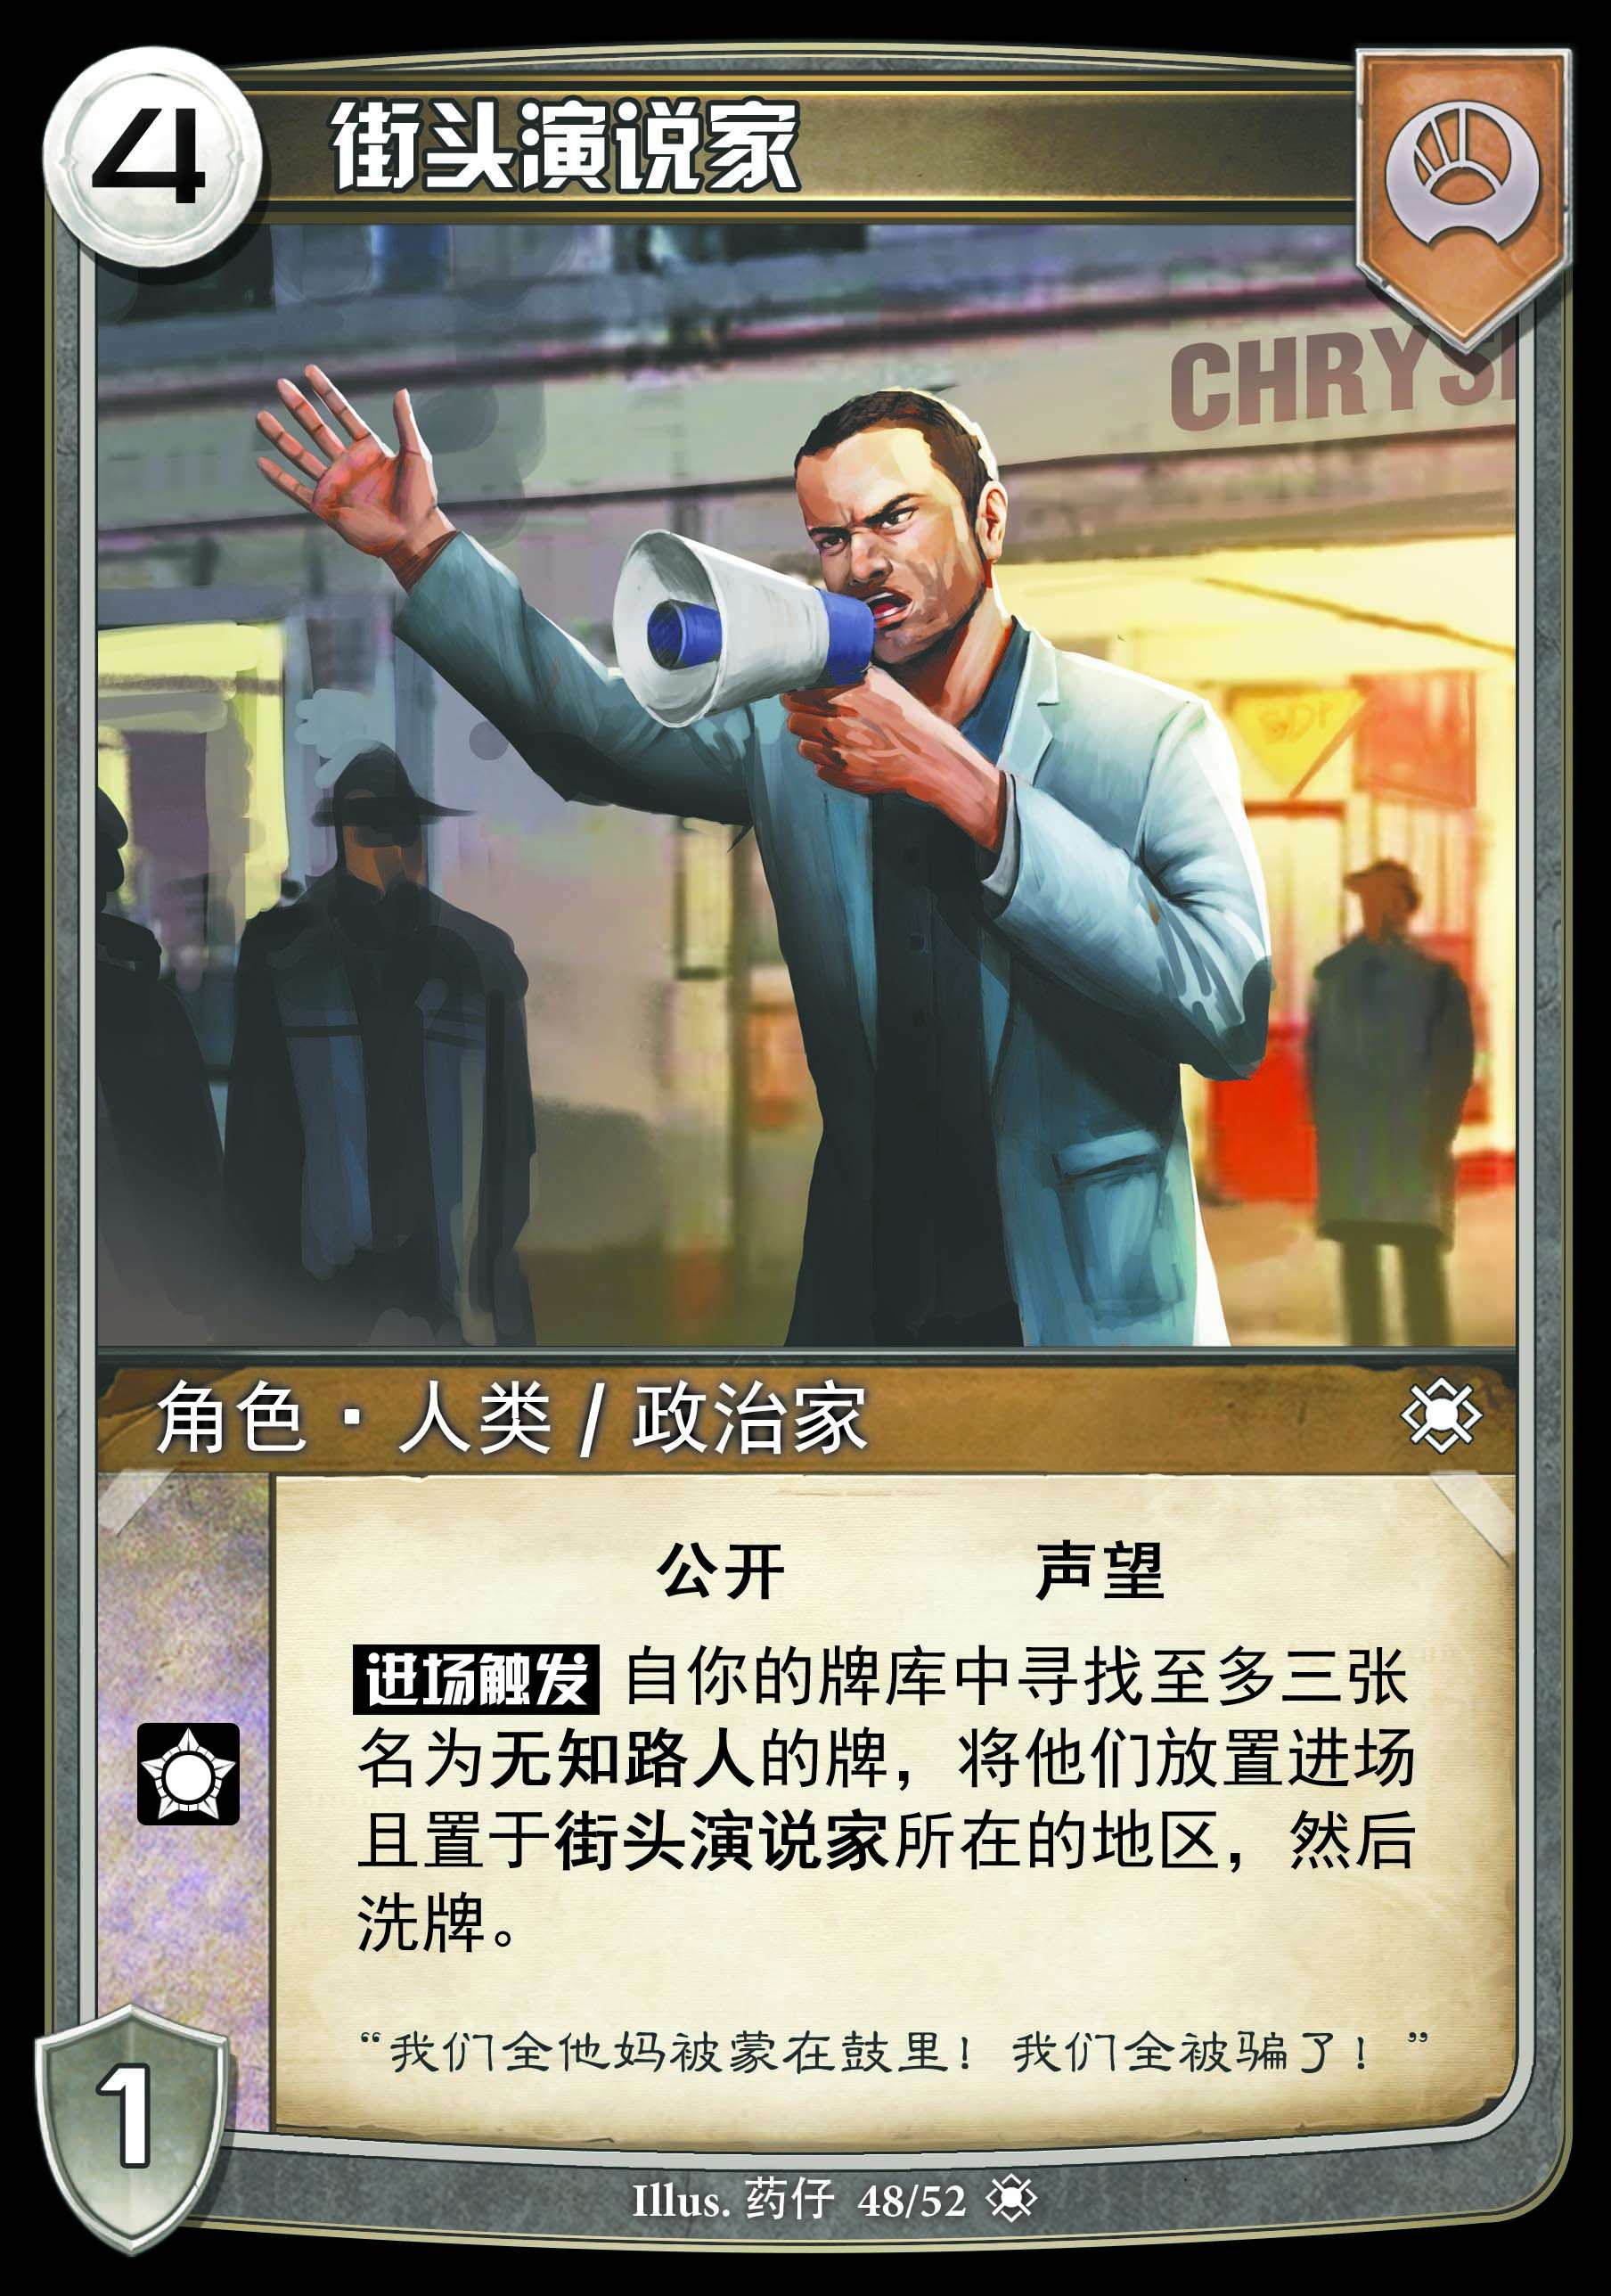 4
街头演说家
CHRYS
角色·人类 / 政治家
公开 声望
进场触发 自你的牌库中寻找至多三张
名为无知路人的牌，将他们放置进场
且置于街头演说家所在的地区，然后
洗牌。
“我们全他妈被蒙在鼓里！我们全被骗了！”
1
Illus. 药仔 48/52